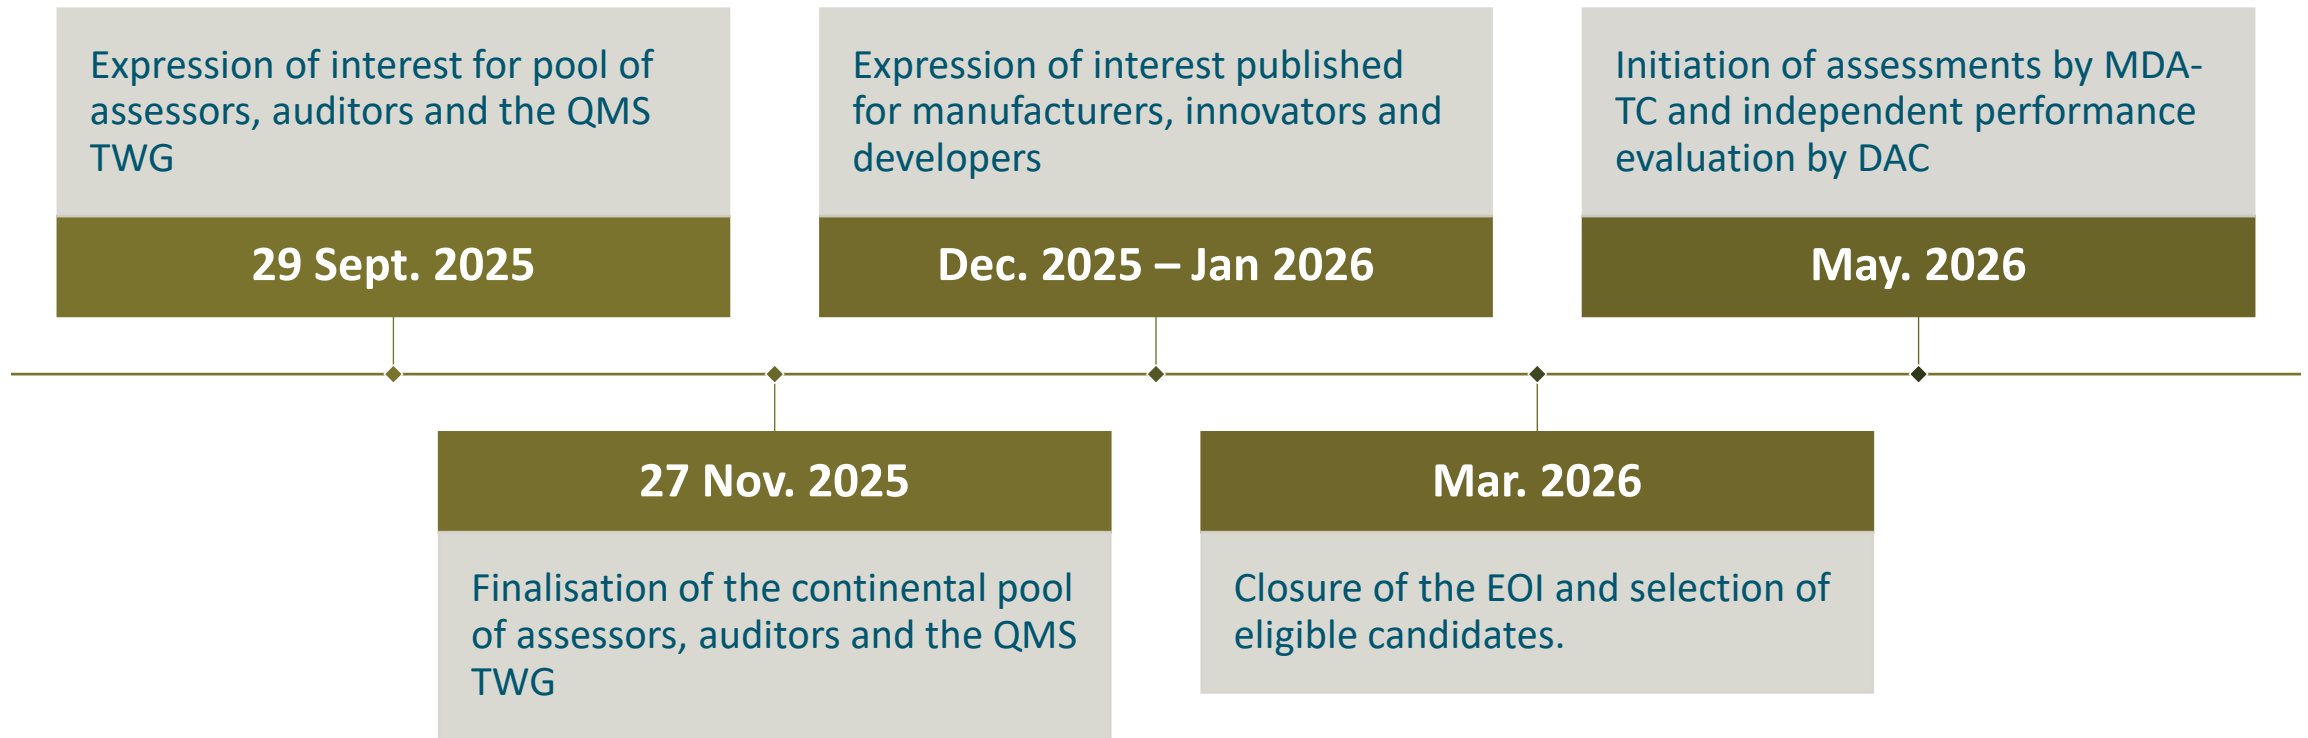 Expression of interest for pool of
assessors, auditors and the QMS
TWG
29 Sept. 2025
27 Nov. 2025
Finalisation of the continental pool
of assessors, auditors and the QMS
TWG
Expression of interest published
for manufacturers, innovators and
developers
Dec. 2025 – Jan 2026
Mar. 2026
Closure of the EOI and selection of
eligible candidates.
Initiation of assessments by MDA-
TC and independent performance
evaluation by DAC
May. 2026